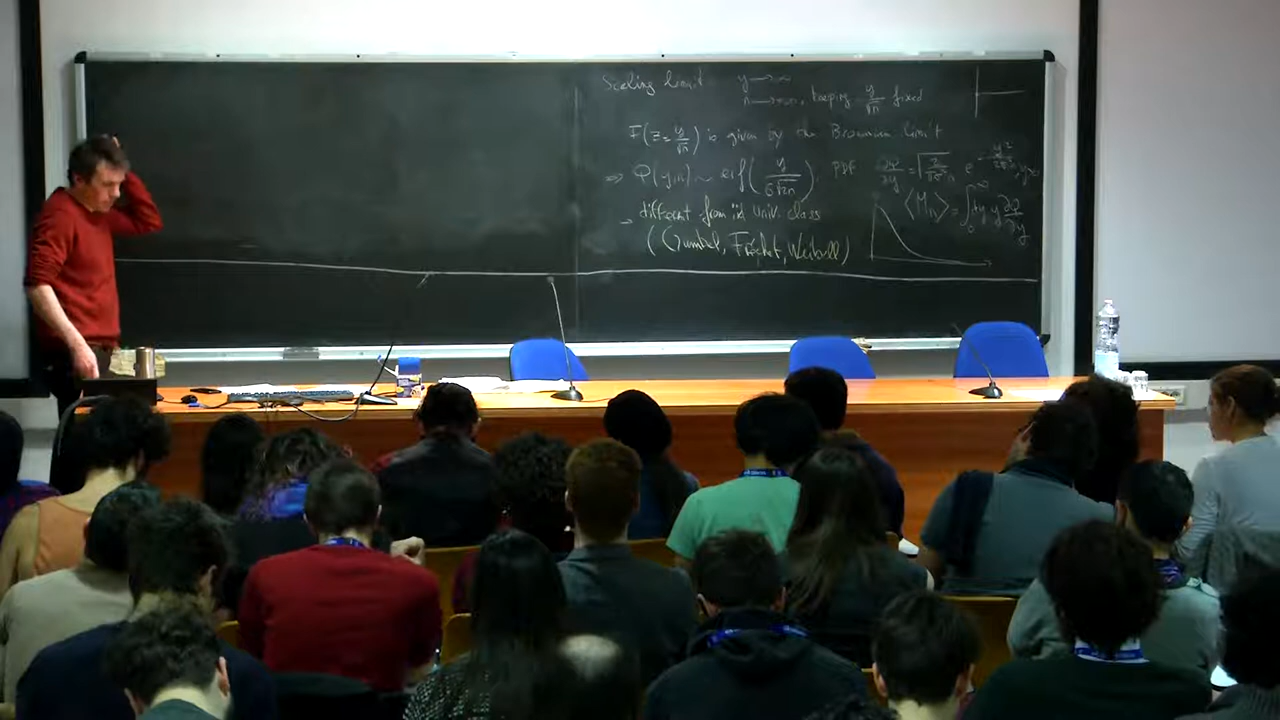 Scaling limit y → ∞
n → ∞, keeping y/√n fixed
F(z = y/√n) is given by the Brownian limit
⇒ Q(y,n) ~ erf(y/σ√2n) PDF ∂Q/∂y = √2/πσ²n e^-y²/2σ²n, y>0
→ different from iid univ. class ⟨Mₙ⟩ = ∫₀^∞ dy y ∂Q/∂y
(Gumbel, Fréchet, Weibull)